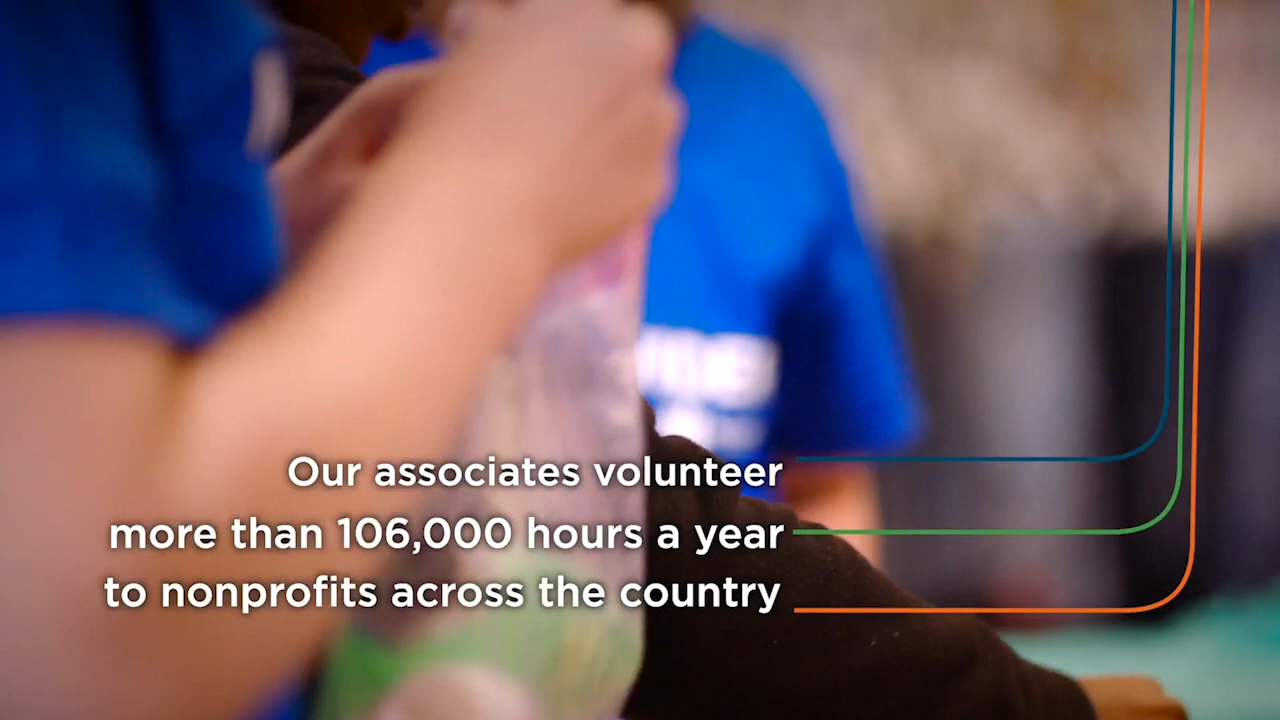 Our associates volunteer
more than 106,000 hours a year
to nonprofits across the country